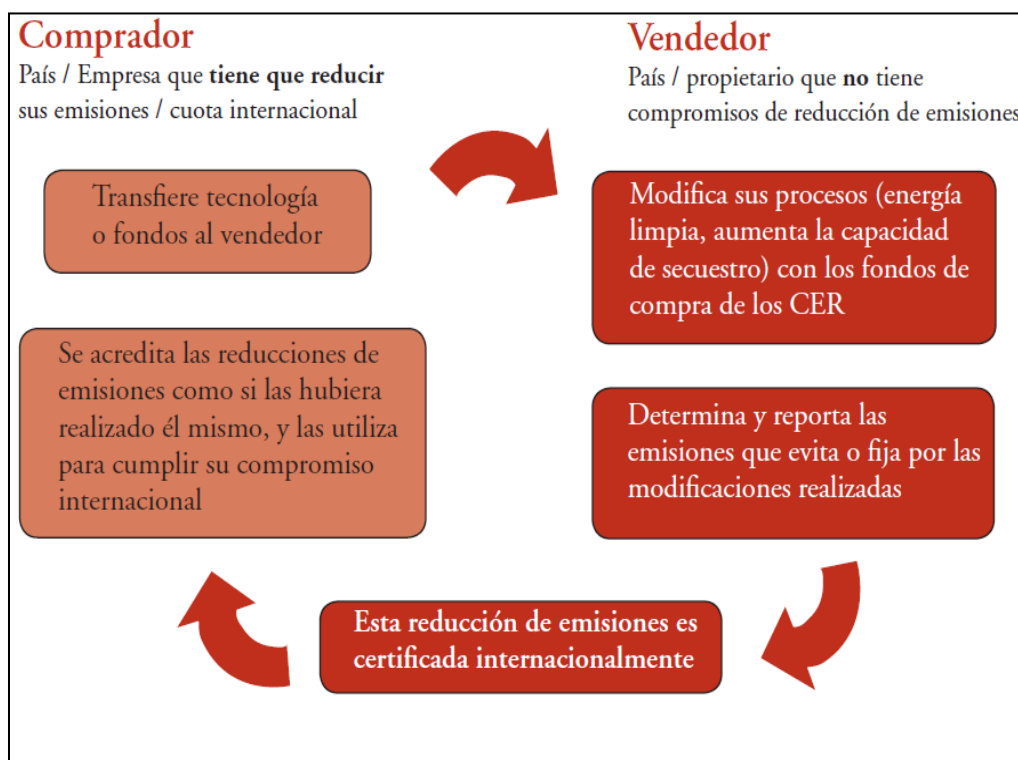 Comprador
País / Empresa que tiene que reducir
sus emisiones / cuota internacional
Transfiere tecnología
o fondos al vendedor
Se acredita las reducciones de
emisiones como si las hubiera
realizado él mismo, y las utiliza
para cumplir su compromiso
internacional
Vendedor
País / propietario que no tiene
compromisos de reducción de emisiones
Modifica sus procesos (energía
limpia, aumenta la capacidad
de secuestro) con los fondos de
compra de los CER
Determina y reporta las
emisiones que evita o fija por las
modificaciones realizadas
Esta reducción de emisiones es
certificada internacionalmente